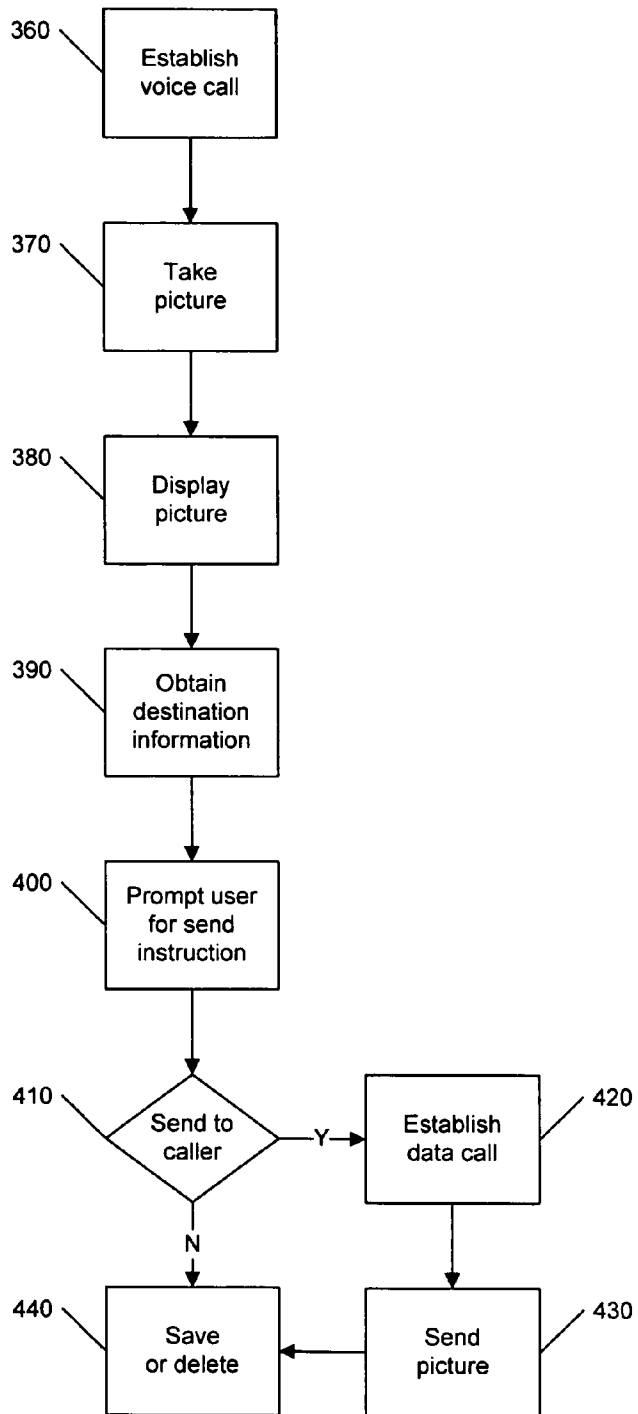 360
Establish
voice call
370
Take
picture
380
Display
picture
390
Obtain
destination
information
400
Prompt user
for send
instruction
410
Send to
caller
Y
Establish
data call
420
N
440
Save
or delete
Send
picture
430